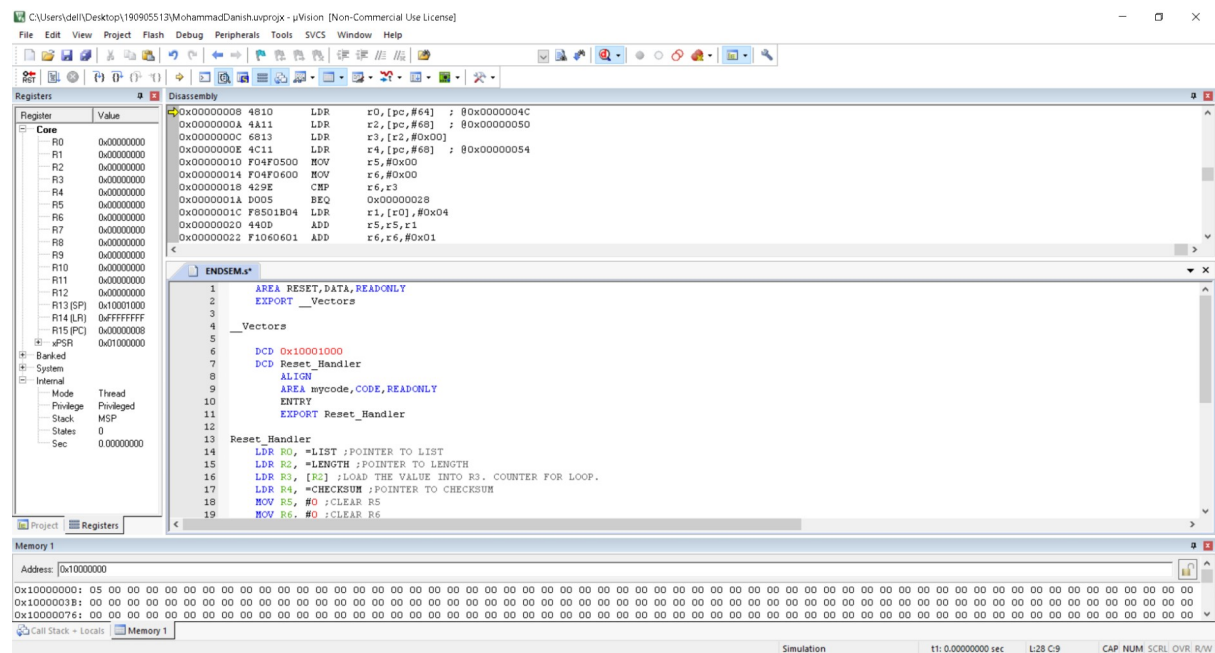 C:\Users\dell\Desktop\190905513\MohammadDanish.uvprojx - µVision [Non-Commercial Use License]
File Edit View Project Flash Debug Peripherals Tools SVCS Window Help
RST
Registers
Register Value
Core
R0 0x00000000
R1 0x00000000
R2 0x00000000
R3 0x00000000
R4 0x00000000
R5 0x00000000
R6 0x00000000
R7 0x00000000
R8 0x00000000
R9 0x00000000
R10 0x00000000
R11 0x00000000
R12 0x00000000
R13 (SP) 0x10001000
R14 (LR) 0xFFFFFFFF
R15 (PC) 0x00000008
xPSR 0x01000000
Banked
System
Internal
Mode Thread
Privilege Privileged
Stack MSP
States 0
Sec 0.00000000
Project Registers
Disassembly
0x00000008 4810 LDR r0,[pc,#64] ; @0x0000004C
0x0000000A 4A11 LDR r2,[pc,#68] ; @0x00000050
0x0000000C 6813 LDR r3,[r2,#0x00]
0x0000000E 4C11 LDR r4,[pc,#68] ; @0x00000054
0x00000010 F04F0500 MOV r5,#0x00
0x00000014 F04F0600 MOV r6,#0x00
0x00000018 429E CMP r6,r3
0x0000001A D005 BEQ 0x00000028
0x0000001C F8501B04 LDR r1,[r0],#0x04
0x00000020 440D ADD r5,r5,r1
0x00000022 F1060601 ADD r6,r6,#0x01
ENDSEM.s*
1 AREA RESET,DATA,READONLY
2 EXPORT __Vectors
3
4 __Vectors
5
6 DCD 0x10001000
7 DCD Reset_Handler
8 ALIGN
9 AREA mycode,CODE,READONLY
10 ENTRY
11 EXPORT Reset_Handler
12
13 Reset_Handler
14 LDR R0, =LIST ;POINTER TO LIST
15 LDR R2, =LENGTH ;POINTER TO LENGTH
16 LDR R3, [R2] ;LOAD THE VALUE INTO R3. COUNTER FOR LOOP.
17 LDR R4, =CHECKSUM ;POINTER TO CHECKSUM
18 MOV R5, #0 ;CLEAR R5
19 MOV R6, #0 ;CLEAR R6
Memory 1
Address: 0x10000000
0x10000000: 05 00 00 00 00 00 00 00 00 00 00 00 00 00 00 00 00 00 00 00 00 00 00 00 00 00 00 00 00 00 00 00 00 00 00 00 00 00 00 00 00 00 00 00 00 00 00 00 00 00 00 00 00 00 00 00 00 00 00
0x1000003B: 00 00 00 00 00 00 00 00 00 00 00 00 00 00 00 00 00 00 00 00 00 00 00 00 00 00 00 00 00 00 00 00 00 00 00 00 00 00 00 00 00 00 00 00 00 00 00 00 00 00 00 00 00 00 00 00 00 00 00
0x10000076: 00 00 00 00 00 00 00 00 00 00 00 00 00 00 00 00 00 00 00 00 00 00 00 00 00 00 00 00 00 00 00 00 00 00 00 00 00 00 00 00 00 00 00 00 00 00 00 00 00 00 00 00 00 00 00 00 00 00 00
Call Stack + Locals Memory 1
Simulation t1: 0.00000000 sec L:28 C:9 CAP NUM SCRL OVR R/W